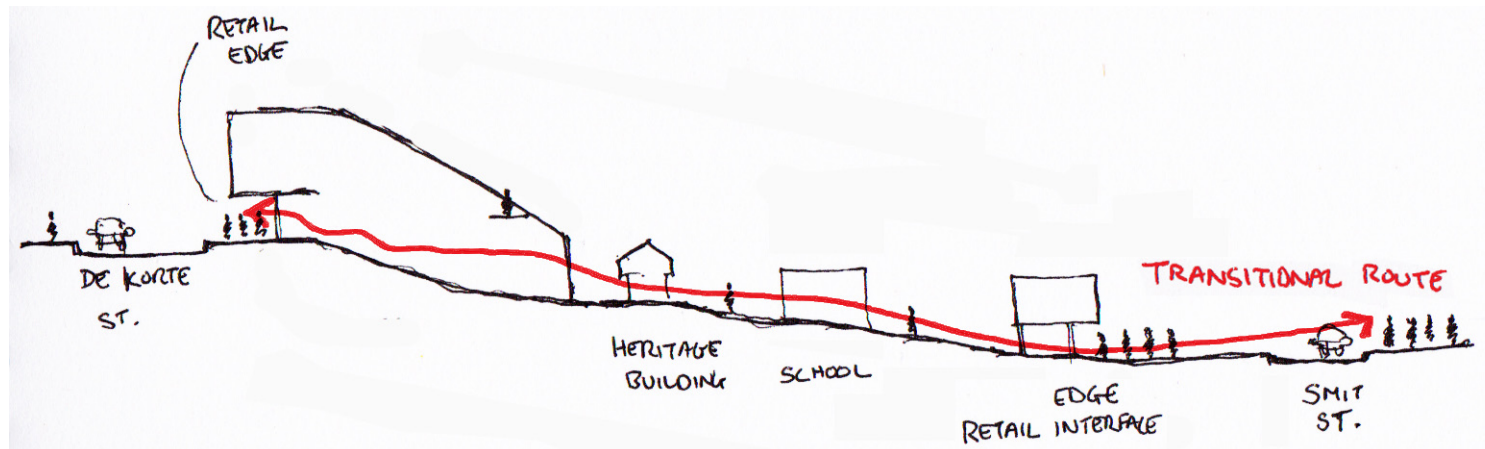 RETAIL
EDGE
DE KORTE
ST.
HERITAGE
BUILDING
SCHOOL
EDGE
RETAIL INTERFACE
TRANSITIONAL ROUTE
SMIT
ST.